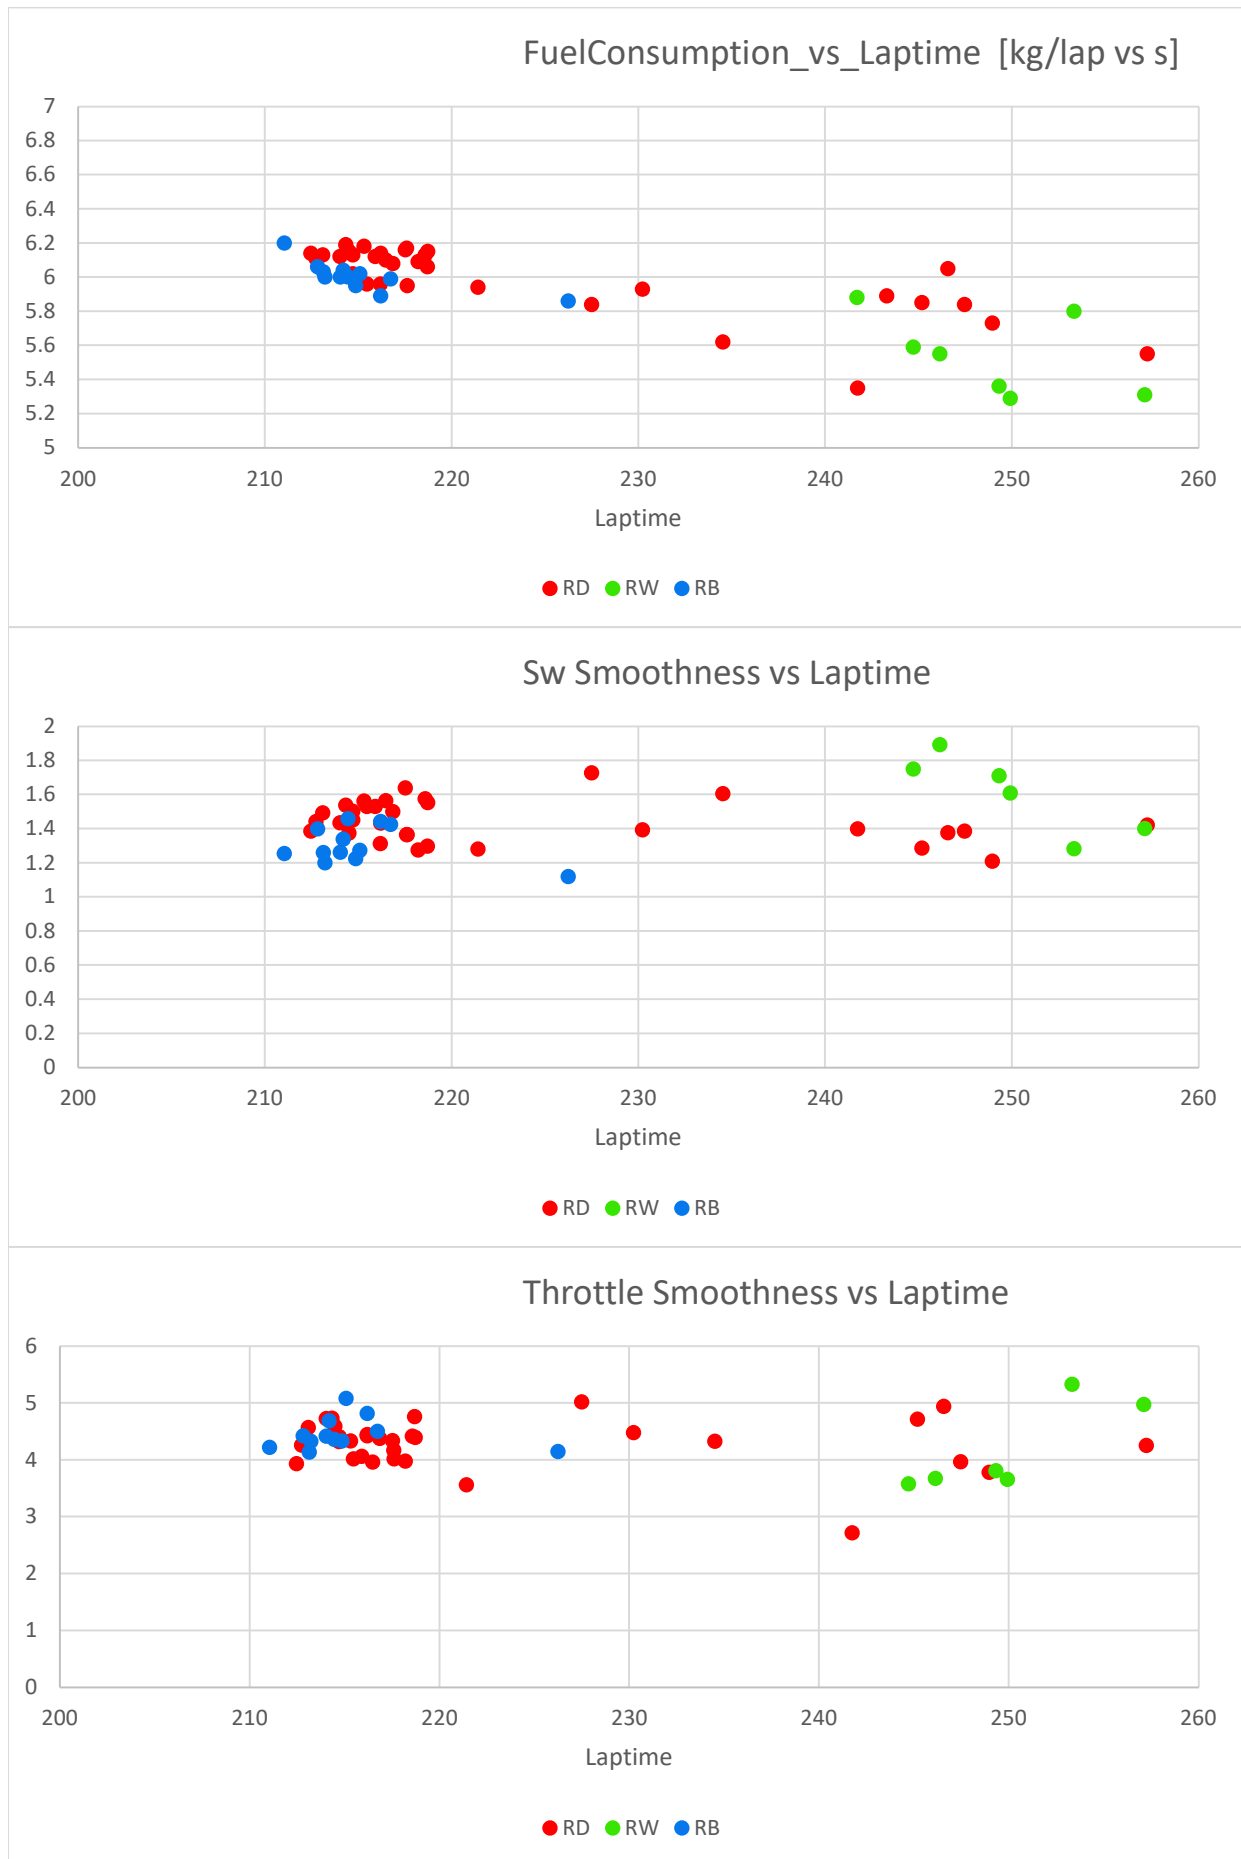 FuelConsumption_vs_Laptime [kg/lap vs s]
7
6.8
6.6
6.4
6.2
6
5.8
5.6
5.4
5.2
5
200 210 220 230 240 250 260
Laptime
RD RW RB
Sw Smoothness vs Laptime
2
1.8
1.6
1.4
1.2
1
0.8
0.6
0.4
0.2
0
200 210 220 230 240 250 260
Laptime
RD RW RB
Throttle Smoothness vs Laptime
6
5
4
3
2
1
0
200 210 220 230 240 250 260
Laptime
RD RW RB